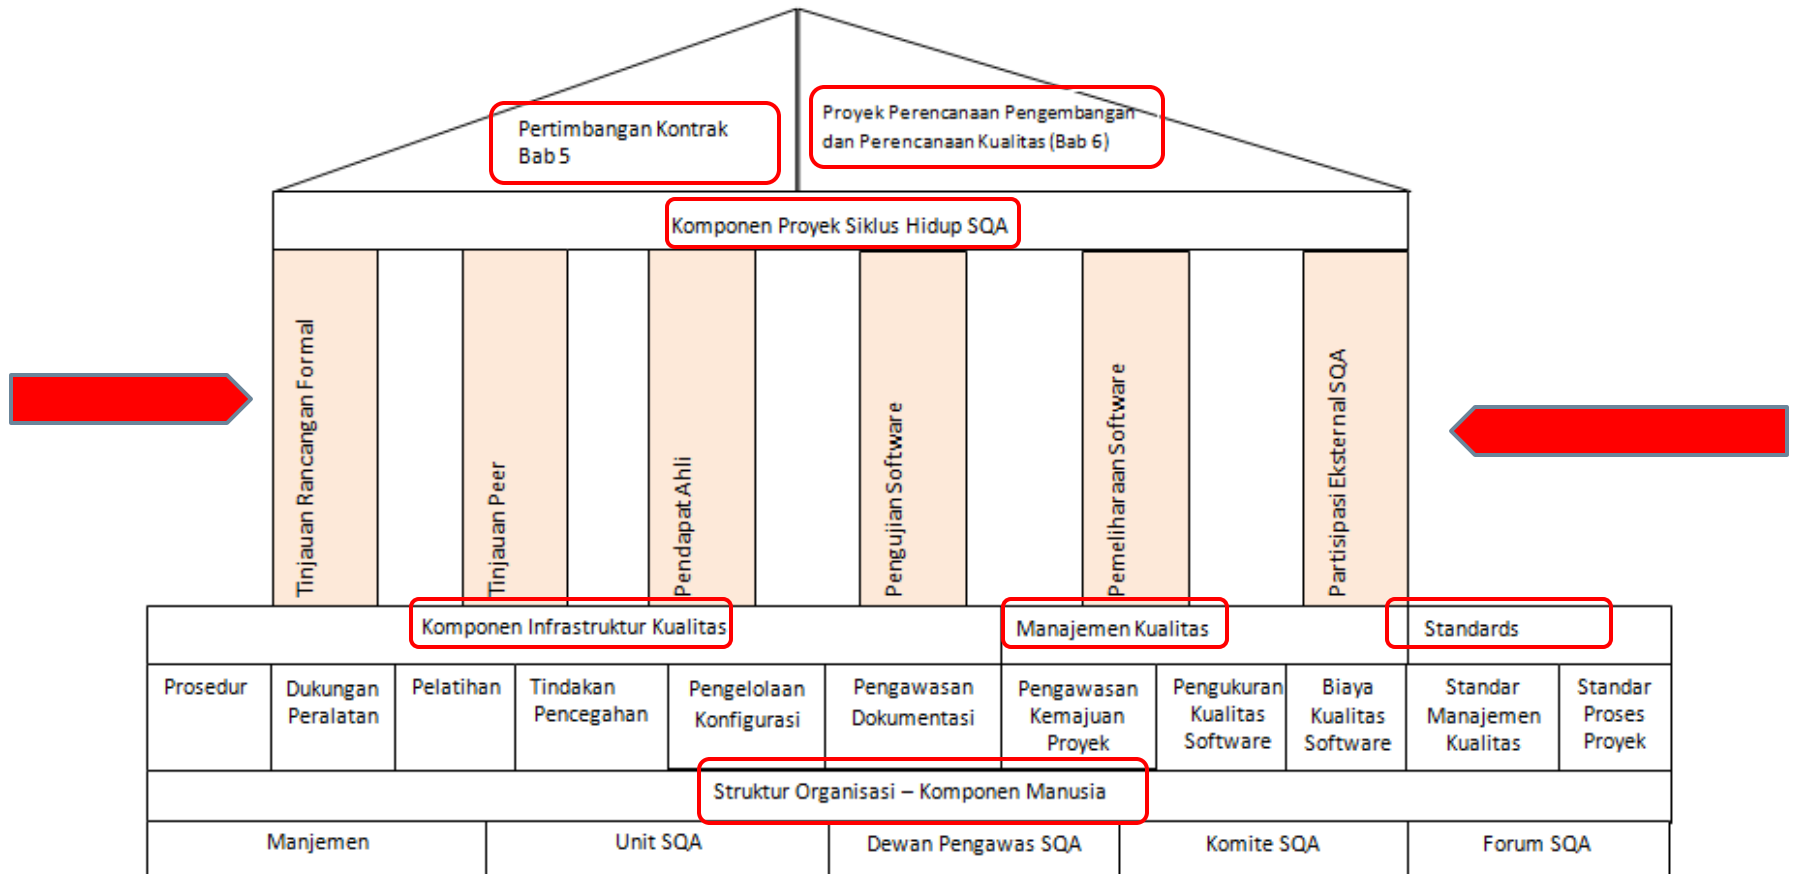 Pertimbangan Kontrak
Bab 5
Proyek Perencanaan Pengembangan
dan Perencanaan Kualitas (Bab 6)
Komponen Proyek Siklus Hidup SQA
Tinjauan Rancangan Formal
Tinjauan Peer
Pendapat Ahli
Pengujian Software
Pemeliharaan Software
Partisipasi Eksternal SQA
Komponen Infrastruktur Kualitas
Manajemen Kualitas
Standards
Prosedur
Dukungan
Peralatan
Pelatihan
Tindakan
Pencegahan
Pengelolaan
Konfigurasi
Pengawasan
Dokumentasi
Pengawasan
Kemajuan
Proyek
Pengukuran
Kualitas
Software
Biaya
Kualitas
Software
Standar
Manajemen
Kualitas
Standar
Proses
Proyek
Struktur Organisasi – Komponen Manusia
Manjemen
Unit SQA
Dewan Pengawas SQA
Komite SQA
Forum SQA